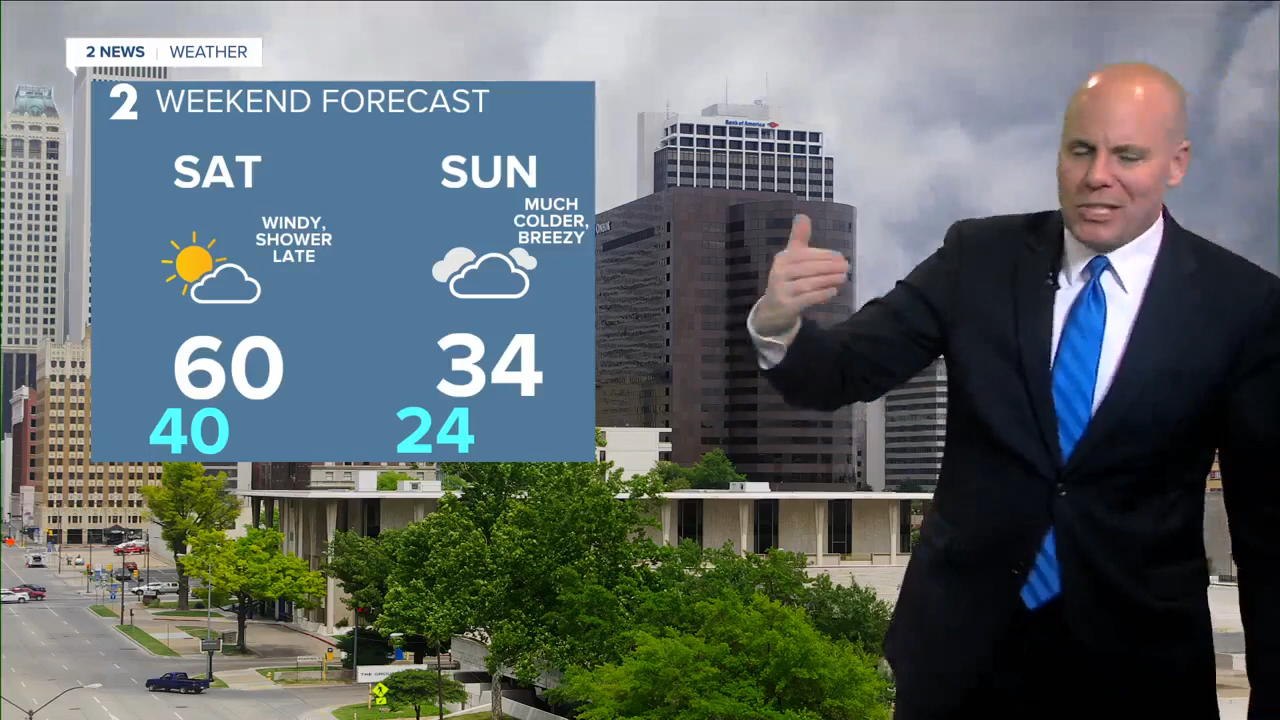 2 NEWS | WEATHER
2 WEEKEND FORECAST
SAT
WINDY,
SHOWER
LATE
60
40
SUN
MUCH
COLDER,
BREEZY
34
24
Bank of America